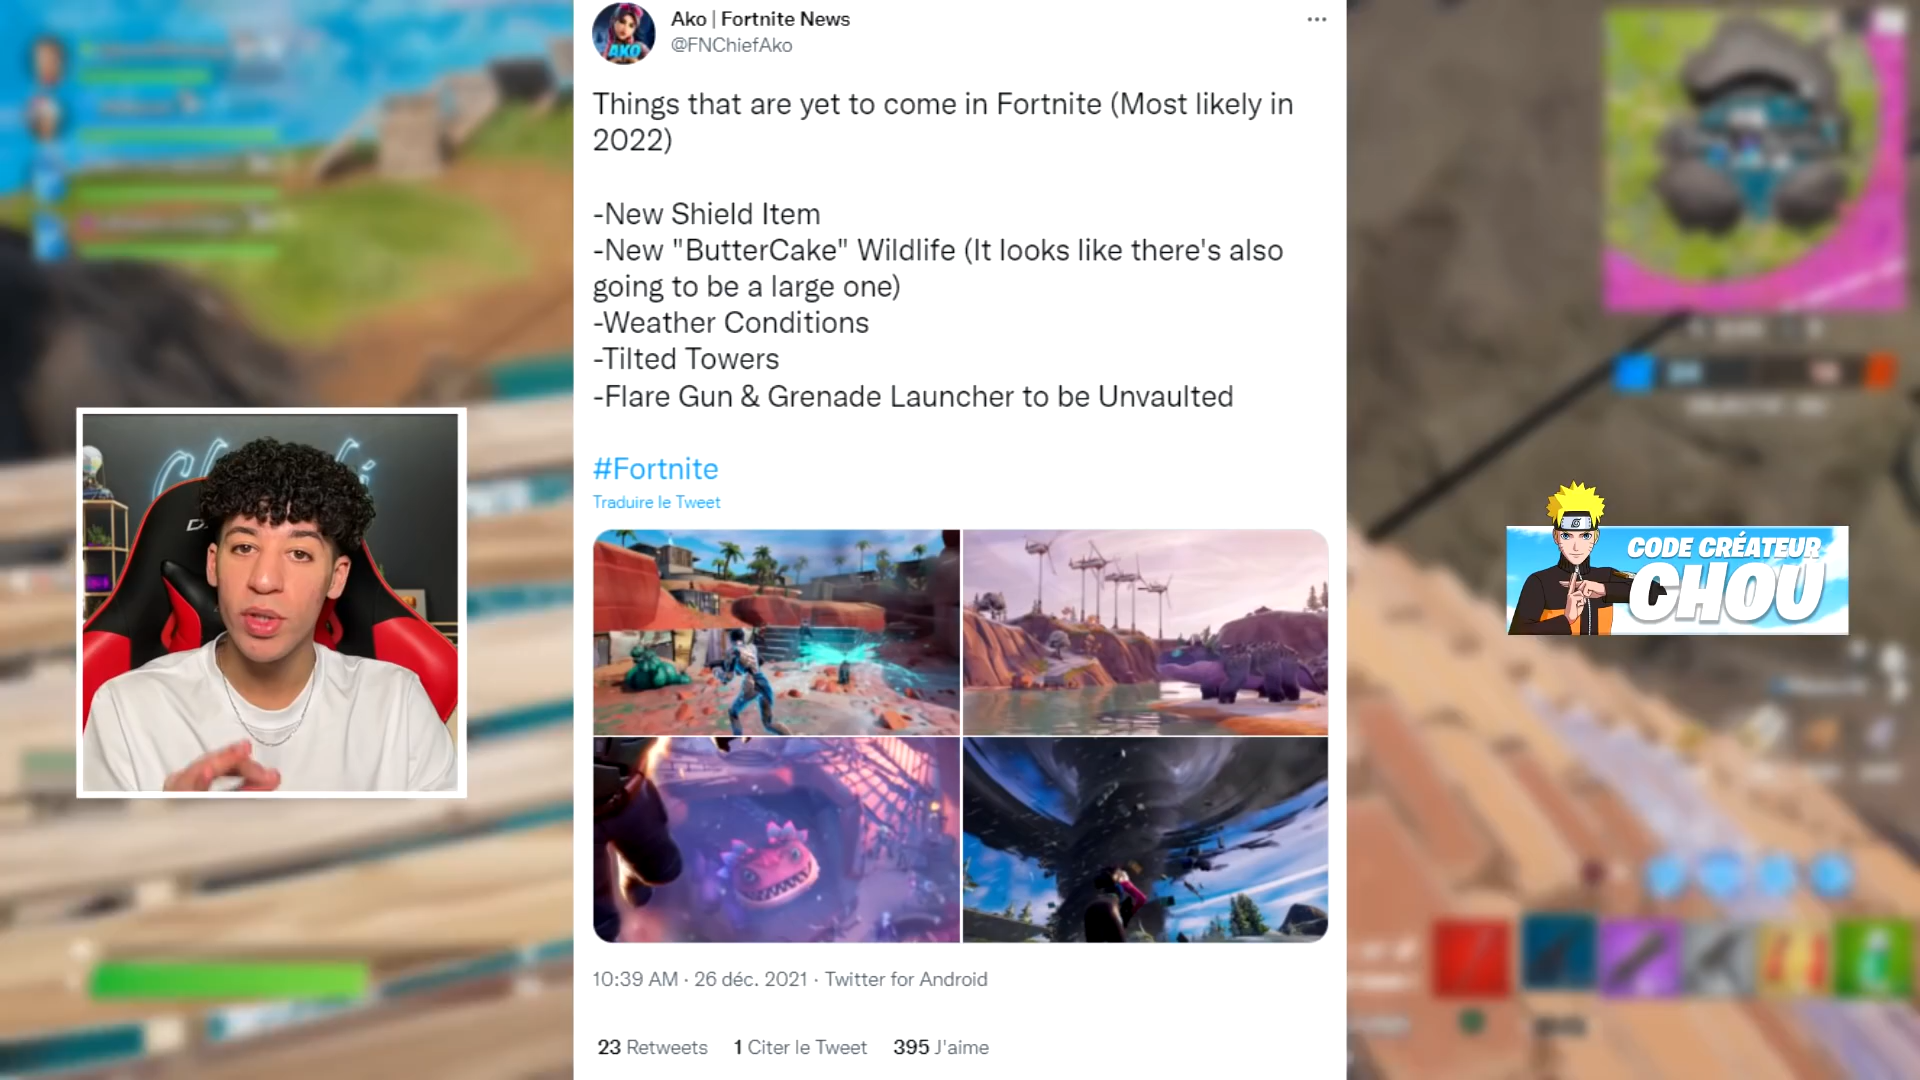 Ako | Fortnite News
@FNChiefAko
Things that are yet to come in Fortnite (Most likely in
2022)
-New Shield Item
-New "ButterCake" Wildlife (It looks like there's also
going to be a large one)
-Weather Conditions
-Tilted Towers
-Flare Gun & Grenade Launcher to be Unvaulted
#Fortnite
Traduire le Tweet
10:39 AM · 26 déc. 2021 · Twitter for Android
23 Retweets 1 Citer le Tweet 395 J'aime
AKO
CODE CRÉATEUR
CHOU